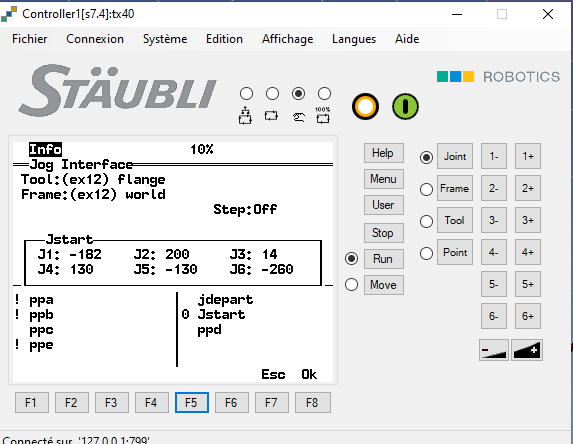 Controller1[s7.4]:tx40
Fichier Connexion Système Edition Affichage Langues Aide
STÄUBLI
ROBOTICS
100%
Info 10%
Jog Interface
Tool:(ex12) flange
Frame:(ex12) world
Step:Off
Jstart
J1: -182 J2: 200 J3: 14
J4: 130 J5: -130 J6: -260
! ppa jdepart
! ppb 0 Jstart
ppc ppd
! ppe
Esc Ok
Help
Menu
User
Stop
Run
Move
Joint 1- 1+
Frame 2- 2+
Tool 3- 3+
Point 4- 4+
5- 5+
6- 6+
- +
F1 F2 F3 F4 F5 F6 F7 F8
Connecté sur '127.0.0.1:799'